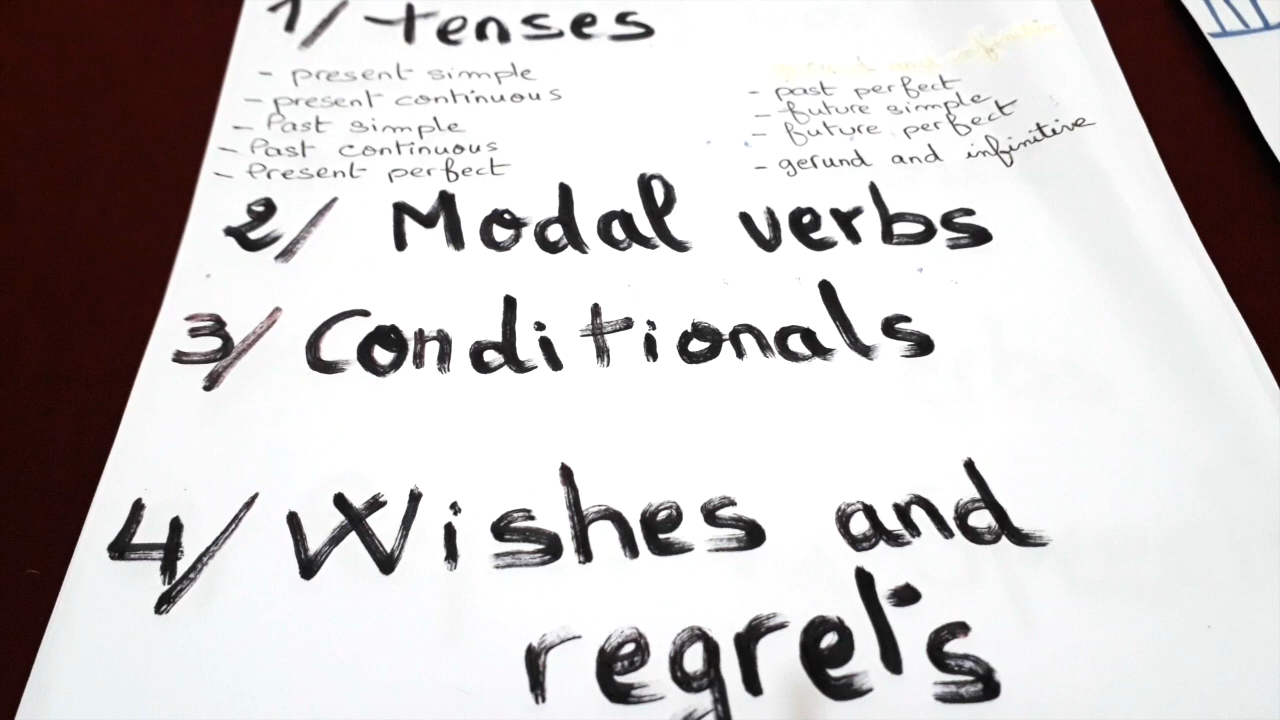 1/ tenses
- present simple
- present continuous
- Past simple
- Past continuous
- Present perfect
- past perfect
- future simple
- future perfect
- gerund and infinitive
2/ Modal verbs
3/ Conditionals
4/ Wishes and
regrets